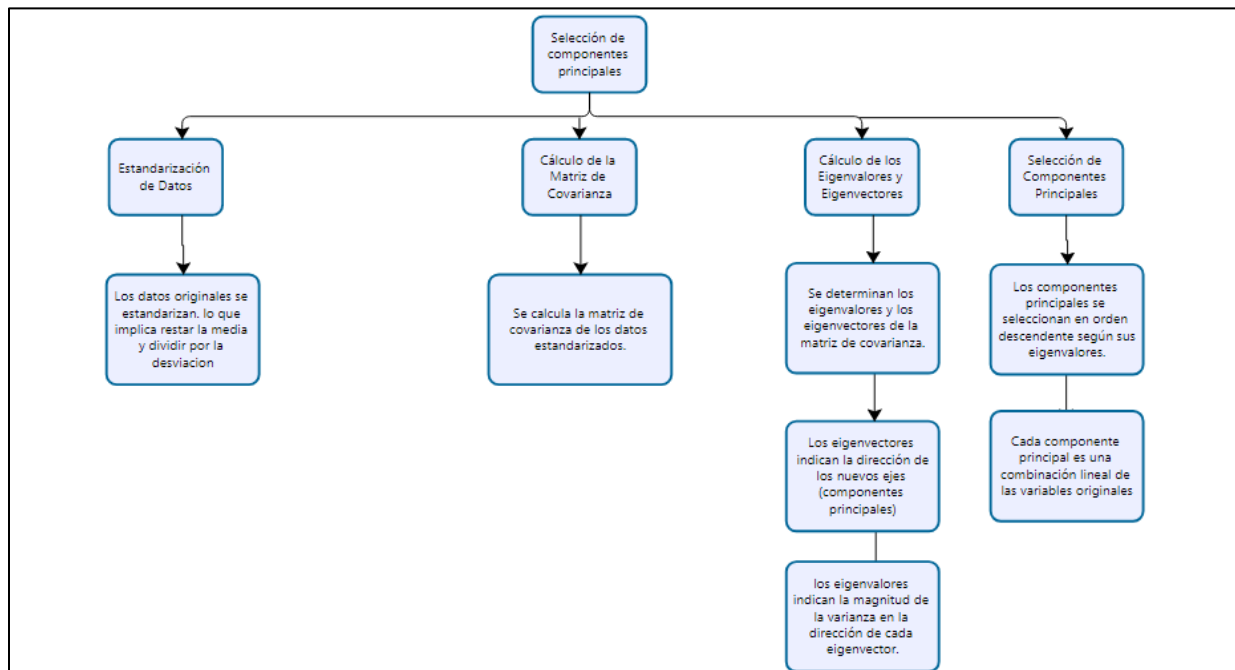 Selección de
componentes
principales
Estandarización
de Datos
Cálculo de la
Matriz de
Covarianza
Cálculo de los
Eigenvalores y
Eigenvectores
Selección de
Componentes
Principales
Los datos originales se
estandarizan. lo que
implica restar la media
y dividir por la
desviacion
Se calcula la matriz de
covarianza de los datos
estandarizados.
Se determinan los
eigenvalores y los
eigenvectores de la
matriz de covarianza.
Los componentes
principales se
seleccionan en orden
descendente según sus
eigenvalores.
Los eigenvectores
indican la dirección de
los nuevos ejes
(componentes
principales)
Cada componente
principal es una
combinación lineal de
las variables originales
los eigenvalores
indican la magnitud de
la varianza en la
dirección de cada
eigenvector.